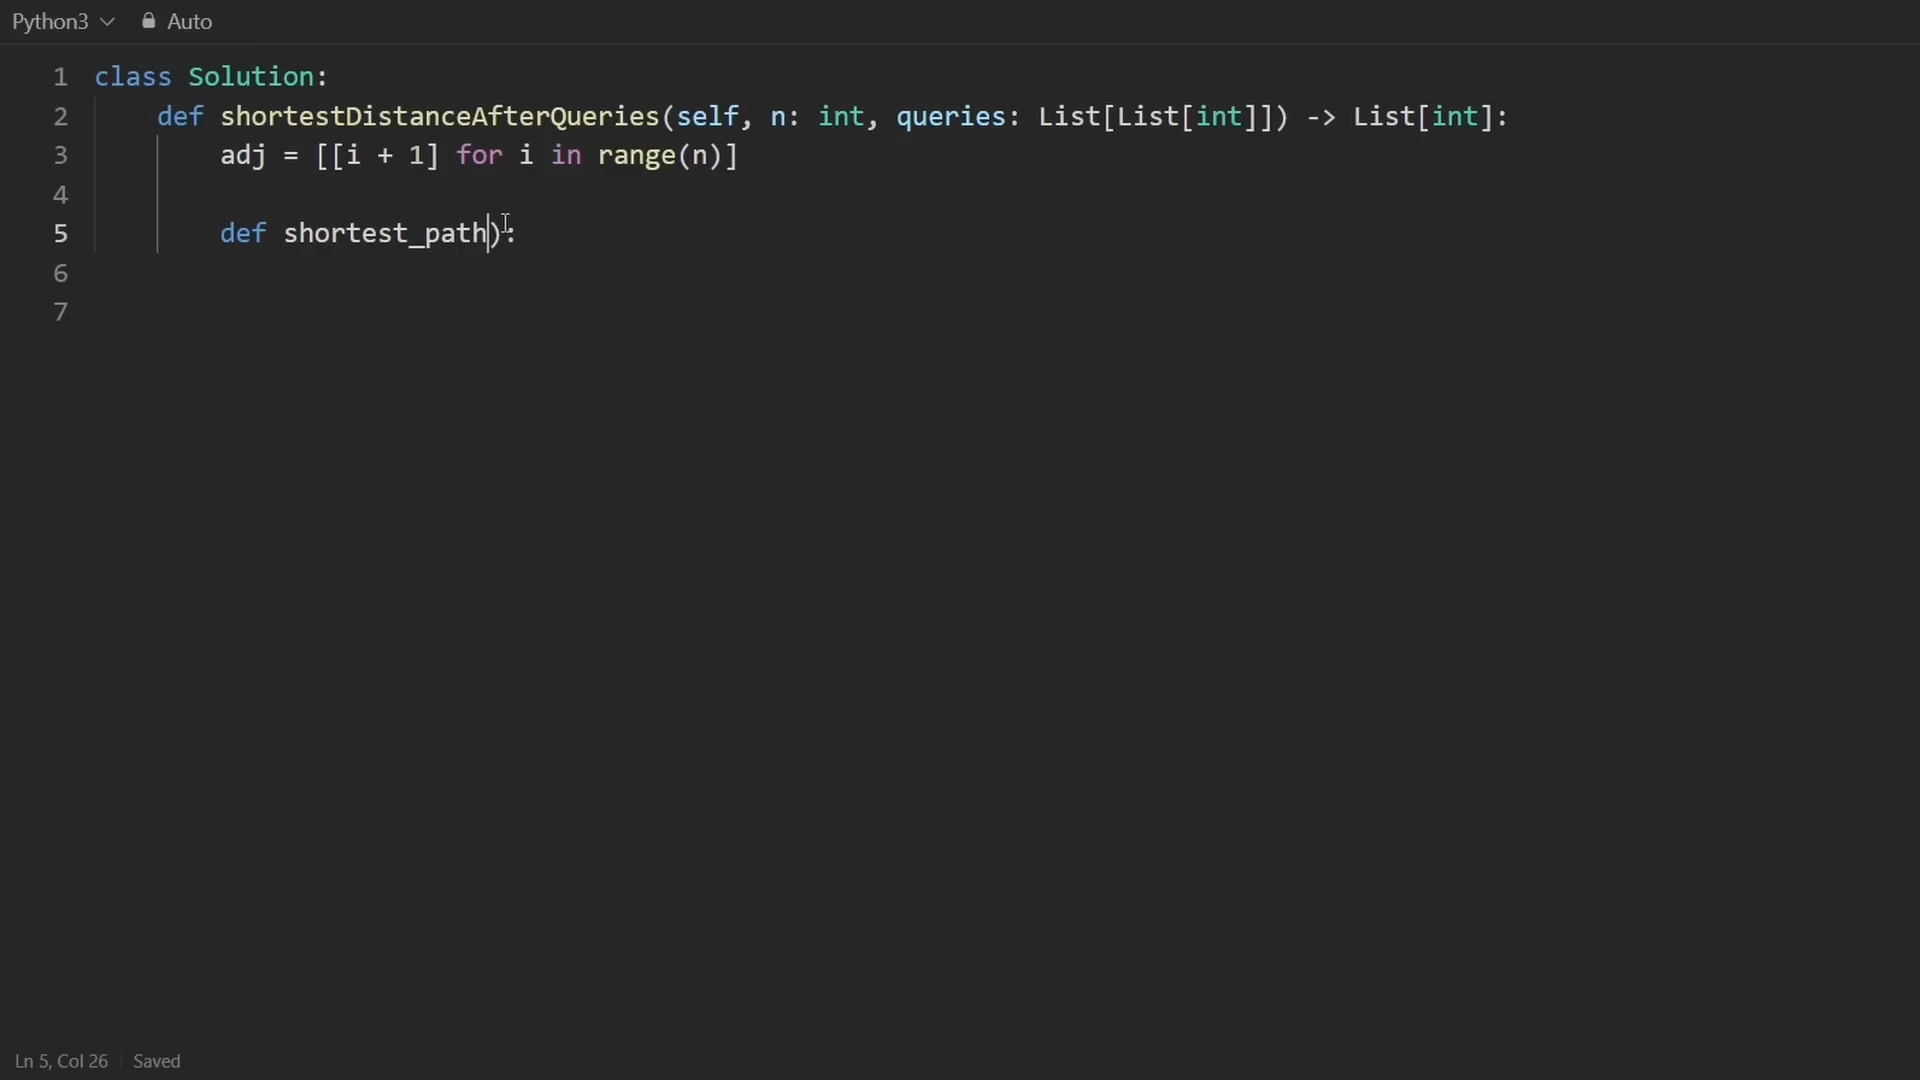 Python3 Auto
1 class Solution:
2     def shortestDistanceAfterQueries(self, n: int, queries: List[List[int]]) -> List[int]:
3         adj = [[i + 1] for i in range(n)]
4
5         def shortest_path):
6
7
Ln 5, Col 26 Saved